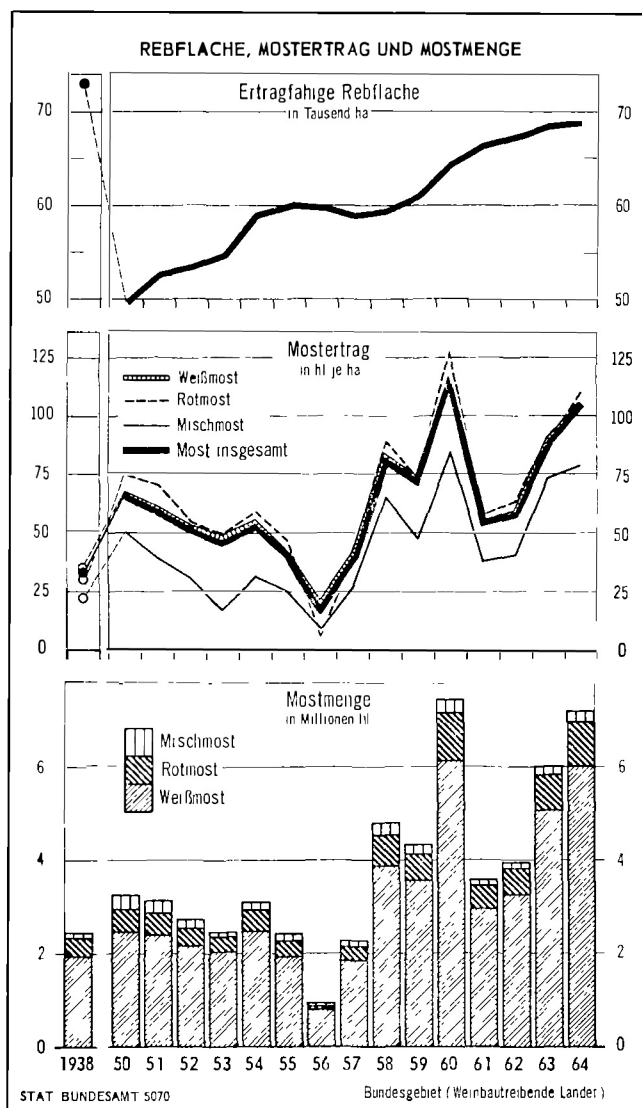 REBFLACHE, MOSTERTRAG UND MOSTMENGE
Ertragfahige Rebflache
in Tausend ha
70
60
50
70
60
50
Mostertrag
in hl je ha
Weißmost
Rotmost
Mischmost
Most insgesamt
125
100
75
50
25
0
125
100
75
50
25
0
Mostmenge
in Millionen hl
Mischmost
Rotmost
Weißmost
6
4
2
0
6
4
2
0
1938 50 51 52 53 54 55 56 57 58 59 60 61 62 63 64
STAT BUNDESAMT 5070
Bundesgebiet (Weinbautreibende Lander)